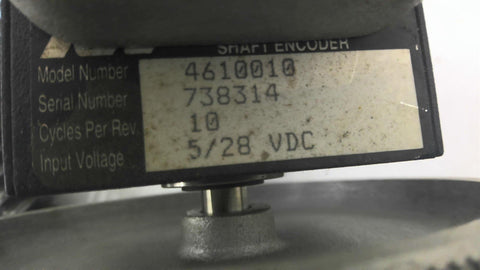 SHAFT ENCODER
Model Number 4610010
Serial Number 738314
Cycles Per Rev. 10
Input Voltage 5/28 VDC